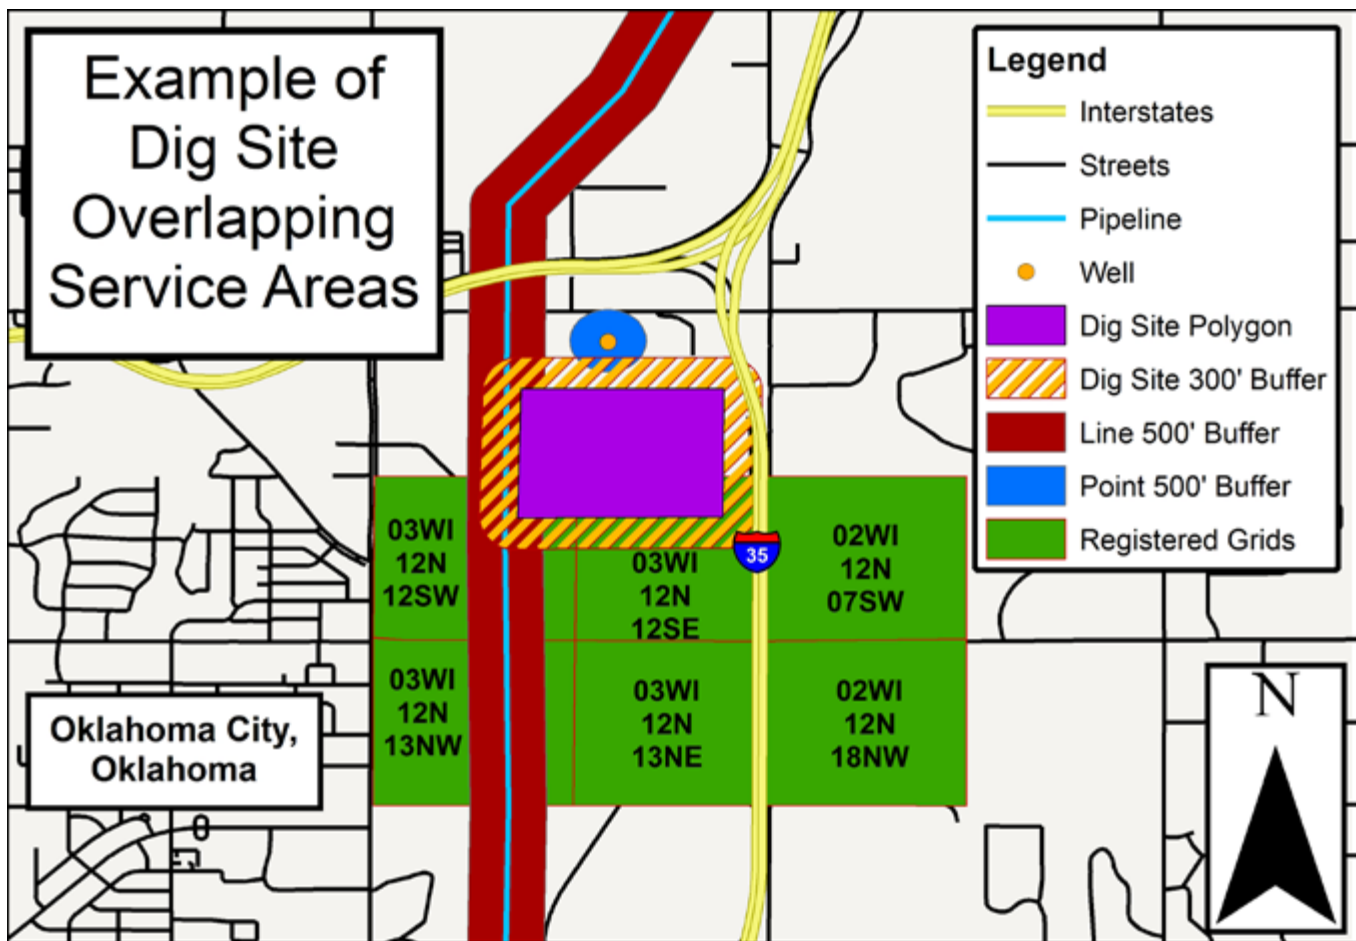 Example of
Dig Site
Overlapping
Service Areas
Legend
Interstates
Streets
Pipeline
Well
Dig Site Polygon
Dig Site 300' Buffer
Line 500' Buffer
Point 500' Buffer
Registered Grids
03WI
12N
12SW
03WI
12N
12SE
02WI
12N
07SW
35
03WI
12N
13NW
03WI
12N
13NE
02WI
12N
18NW
Oklahoma City,
Oklahoma
N